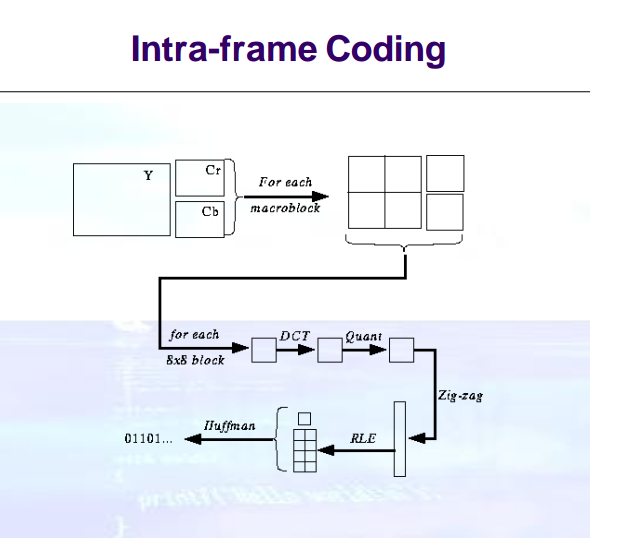 Intra-frame Coding
Y
Cr
Cb
For each
macroblock
for each
8x8 block
DCT
Quant
Zig-zag
RLE
Huffman
01101...